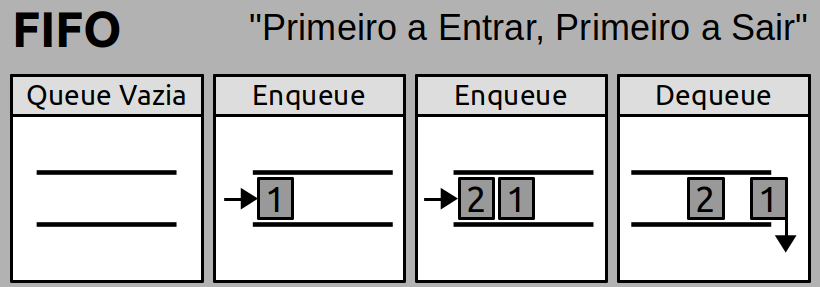 FIFO
"Primeiro a Entrar, Primeiro a Sair"
Queue Vazia
Enqueue
1
Enqueue
2 1
Dequeue
2 1